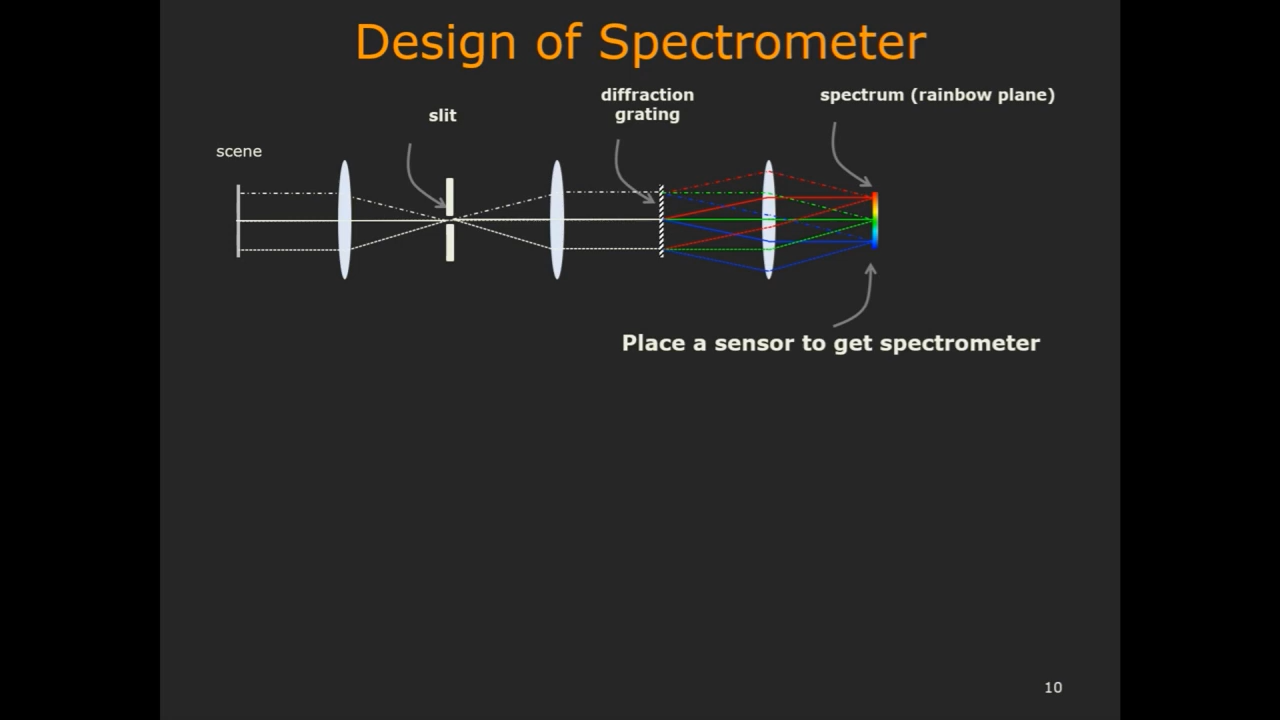 Design of Spectrometer
diffraction
grating
spectrum (rainbow plane)
slit
scene
Place a sensor to get spectrometer
10